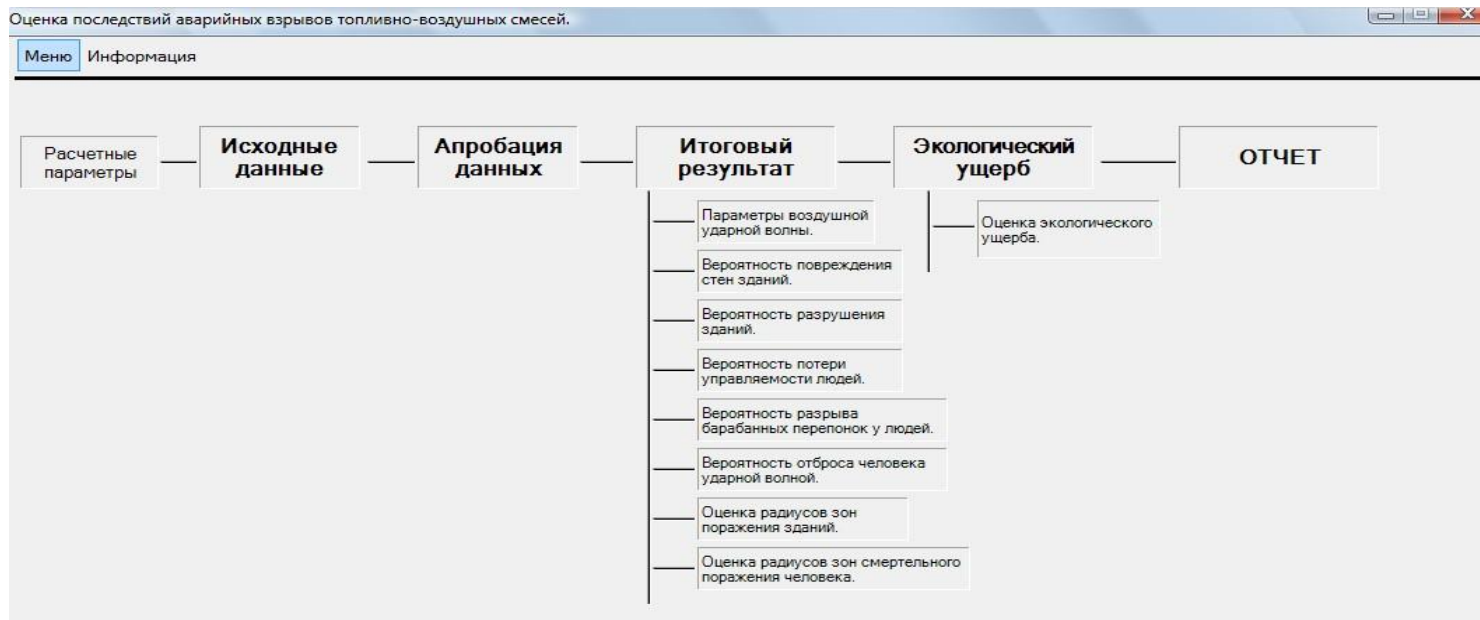 Оценка последствий аварийных взрывов топливно-воздушных смесей.
Меню Информация
Расчетные
параметры
Исходные
данные
Апробация
данных
Итоговый
результат
Экологический
ущерб
ОТЧЕТ
Параметры воздушной
ударной волны.
Вероятность повреждения
стен зданий.
Вероятность разрушения
зданий.
Вероятность потери
управляемости людей.
Вероятность разрыва
барабанных перепонок у людей.
Вероятность отброса человека
ударной волной.
Оценка радиусов зон
поражения зданий.
Оценка радиусов зон смертельного
поражения человека.
Оценка экологического
ущерба.